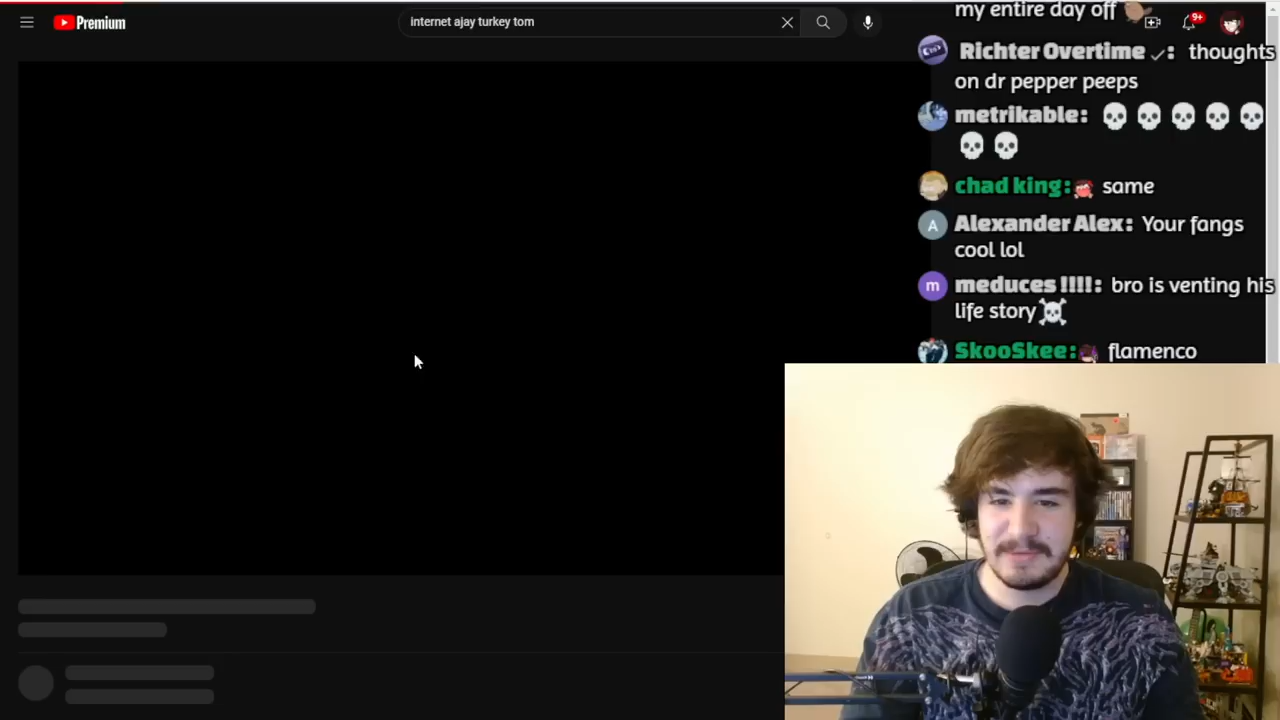 Premium
internet ajay turkey tom
9+
my entire day off
Richter Overtime: thoughts
on dr pepper peeps
metrikable:
chad king: same
A
Alexander Alex: Your fangs
cool lol
m
meduces !!!!: bro is venting his
life story
SkooSkee: flamenco